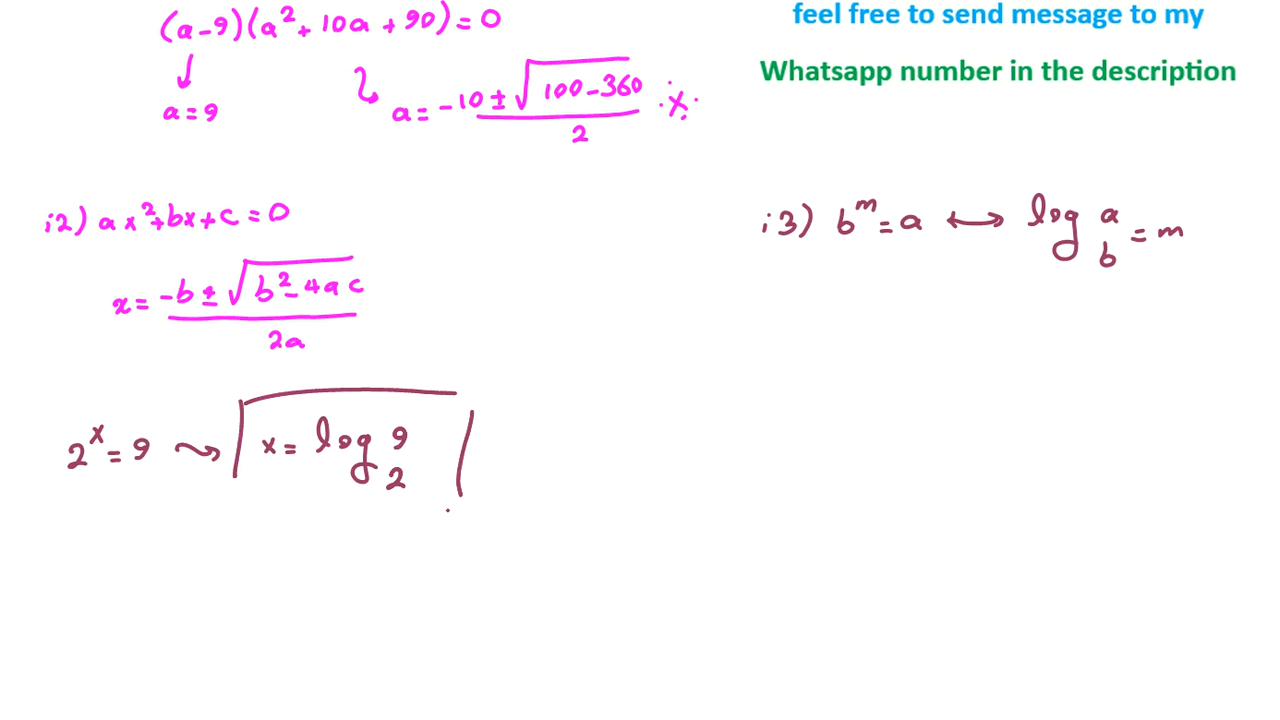 (a-9)(a²+10a+90)=0
feel free to send message to my
Whatsapp number in the description
a=9
a=-10±√100-360/2
i2) ax²+bx+c=0
i3) b^m=a ↔ log_b a=m
x=-b±√b²-4ac/2a
2^x=9 ⇝ x=log_2 9